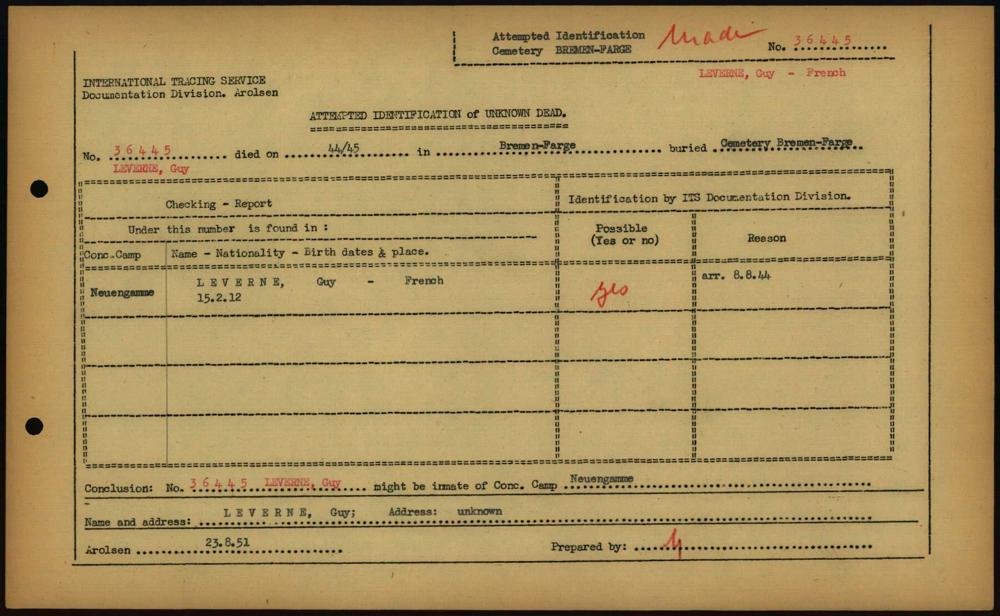 Attempted Identification
Cemetery BREMEN-FARGE Made No. 36445
LEVERNE, Guy - French
INTERNATIONAL TRACING SERVICE
Documentation Division. Arolsen
ATTEMPTED IDENTIFICATION of UNKNOWN DEAD.
No. 36445 died on 44/45 in Bremen-Farge buried Cemetery Bremen-Farge
LEVERNE, Guy
Checking - Report
Identification by ITS Documentation Division.
Under this number is found in :
Possible
(Yes or no)
Reason
Conc.Camp
Name - Nationality - Birth dates & place.
Neuengamme
LEVERNE, Guy - French
15.2.12
yes
arr. 8.8.44
Conclusion: No. 36445 LEVERNE, Guy might be inmate of Conc. Camp Neuengamme
Name and address: LEVERNE, Guy; Address: unknown
Arolsen 23.8.51
Prepared by: